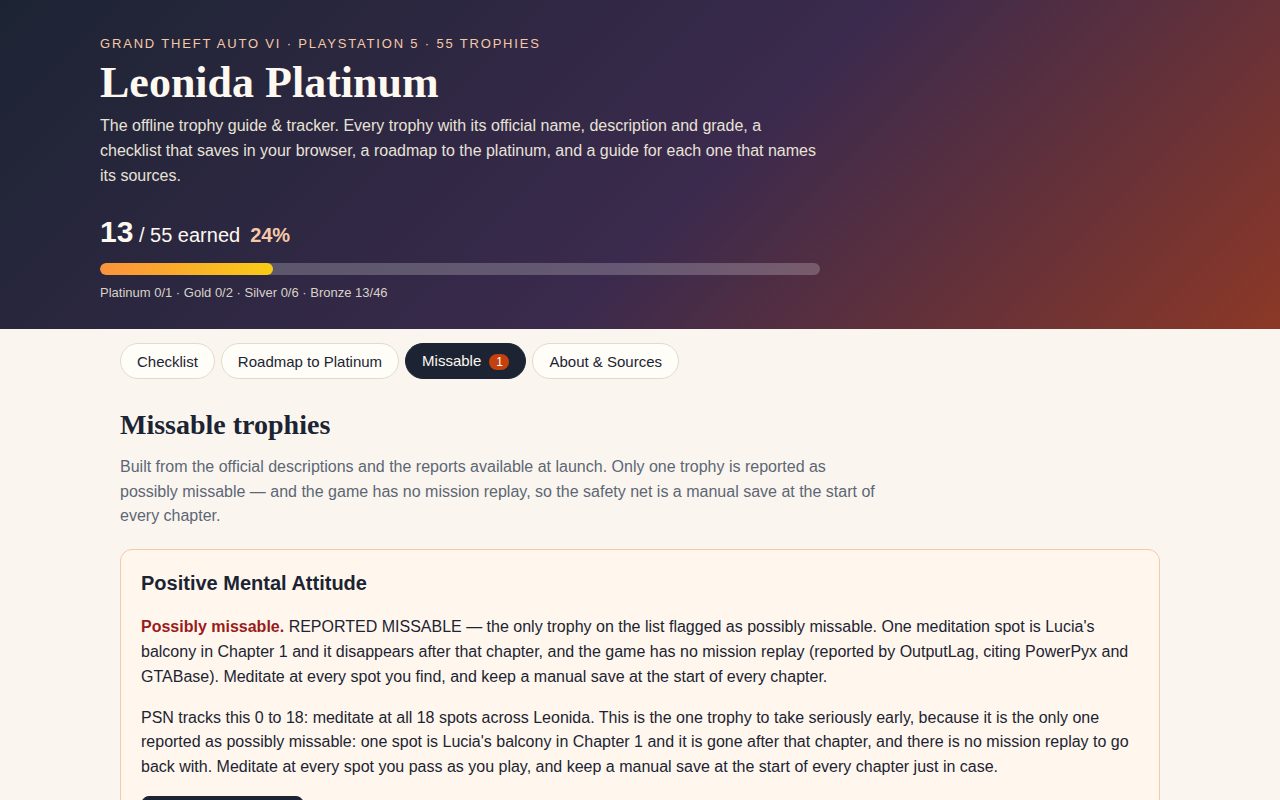 GRAND THEFT AUTO VI · PLAYSTATION 5 · 55 TROPHIES
Leonida Platinum
The offline trophy guide & tracker. Every trophy with its official name, description and grade, a
checklist that saves in your browser, a roadmap to the platinum, and a guide for each one that names
its sources.
13 / 55 earned 24%
Platinum 0/1 · Gold 0/2 · Silver 0/6 · Bronze 13/46
Checklist
Roadmap to Platinum
Missable 1
About & Sources
Missable trophies
Built from the official descriptions and the reports available at launch. Only one trophy is reported as
possibly missable — and the game has no mission replay, so the safety net is a manual save at the start of
every chapter.
Positive Mental Attitude
Possibly missable. REPORTED MISSABLE — the only trophy on the list flagged as possibly missable. One meditation spot is Lucia's
balcony in Chapter 1 and it disappears after that chapter, and the game has no mission replay (reported by OutputLag, citing PowerPyx and
GTABase). Meditate at every spot you find, and keep a manual save at the start of every chapter.
PSN tracks this 0 to 18: meditate at all 18 spots across Leonida. This is the one trophy to take seriously early, because it is the only one
reported as possibly missable: one spot is Lucia's balcony in Chapter 1 and it is gone after that chapter, and there is no mission replay to go
back with. Meditate at every spot you pass as you play, and keep a manual save at the start of every chapter just in case.